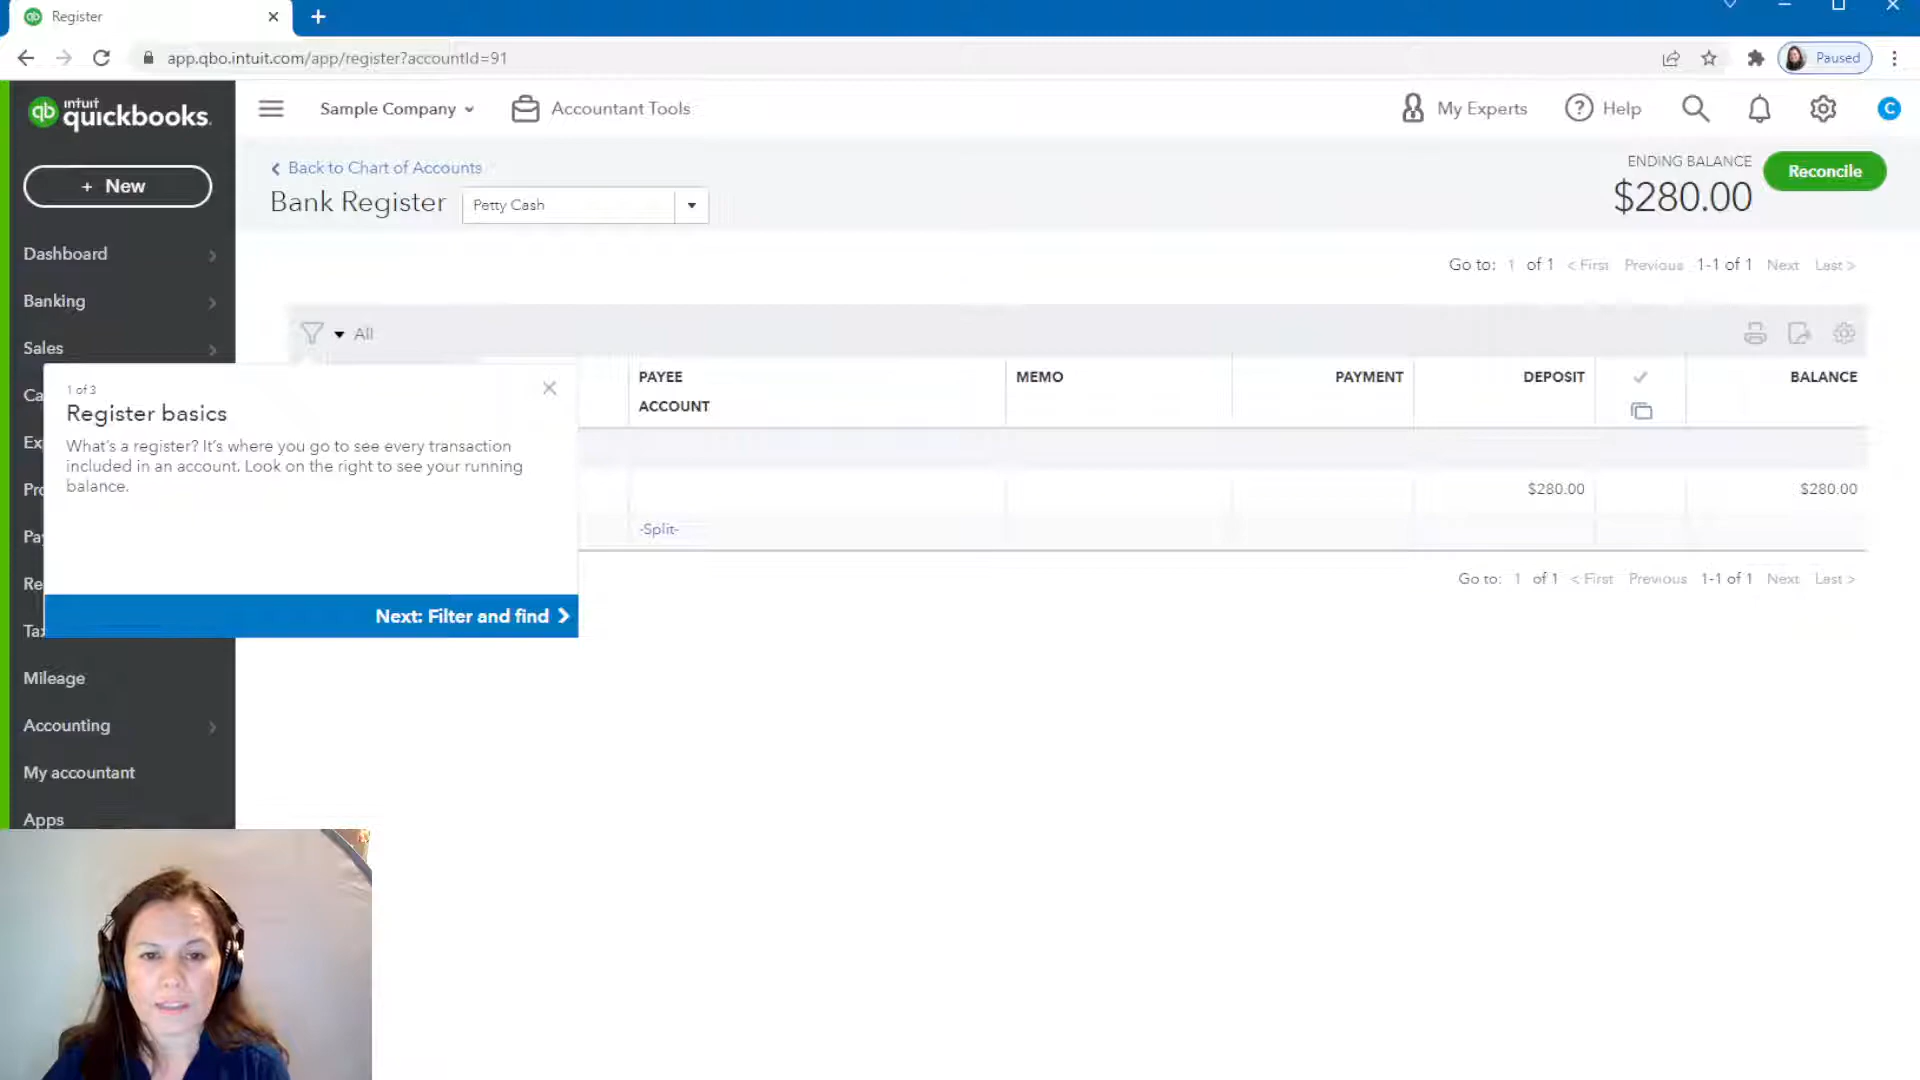 Register
app.qbo.intuit.com/app/register?accountId=91
Paused
intuit
quickbooks.
Sample Company
Accountant Tools
My Experts
Help
C
+ New
Back to Chart of Accounts
Bank Register
Petty Cash
ENDING BALANCE
$280.00
Reconcile
Dashboard
Banking
Sales
Ca
Ex
Pro
Pay
Re
Tax
Mileage
Accounting
My accountant
Apps
Go to: 1 of 1 < First Previous 1-1 of 1 Next Last >
All
PAYEE MEMO PAYMENT DEPOSIT BALANCE
ACCOUNT
$280.00 $280.00
-Split-
Go to: 1 of 1 < First Previous 1-1 of 1 Next Last >
1 of 3
Register basics
What's a register? It's where you go to see every transaction
included in an account. Look on the right to see your running
balance.
Next: Filter and find